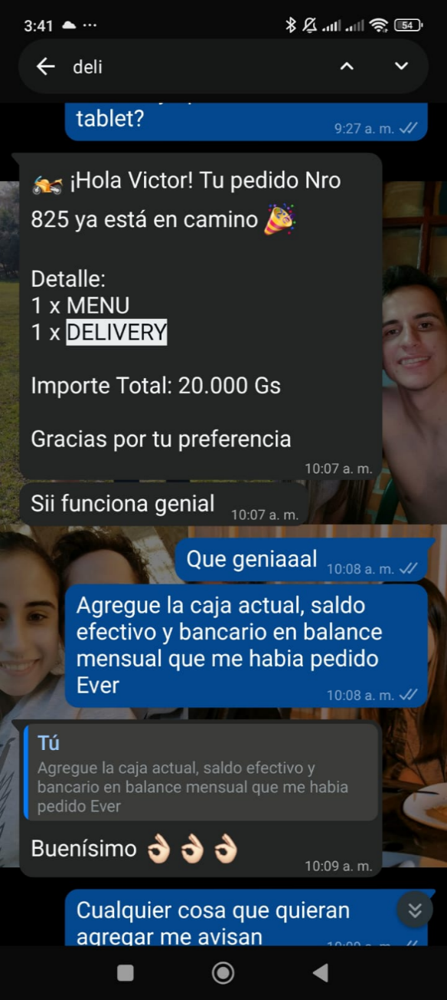 3:41
54
deli
tablet?
9:27 a. m.
¡Hola Victor! Tu pedido Nro
825 ya está en camino
Detalle:
1 x MENU
1 x DELIVERY
Importe Total: 20.000 Gs
Gracias por tu preferencia
10:07 a. m.
Sii funciona genial
10:07 a. m.
Que geniaaal
10:08 a. m.
Agregue la caja actual, saldo
efectivo y bancario en balance
mensual que me habia pedido
Ever
10:08 a. m.
Tú
Agregue la caja actual, saldo efectivo y
bancario en balance mensual que me habia
pedido Ever
Buenísimo 👌🏻 👌🏻 👌🏻
10:09 a. m.
Cualquier cosa que quieran
agregar me avisan